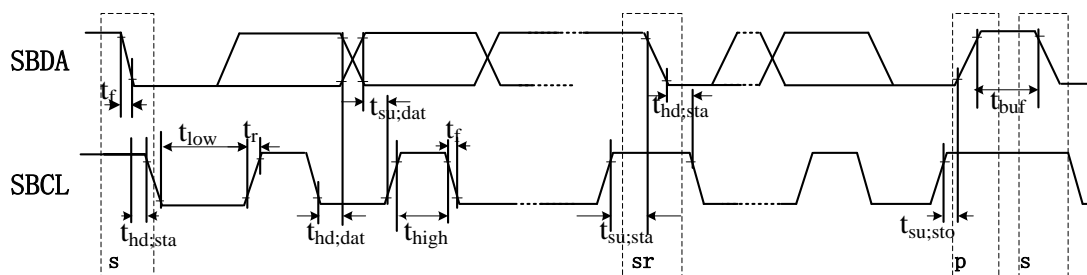 SBDA
t_f
t_su;dat
t_hd;sta
t_buf
t_low
t_r
t_f
SBCL
t_hd;sta
t_hd;dat
t_high
t_su;sta
t_su;sto
s
sr
p
s